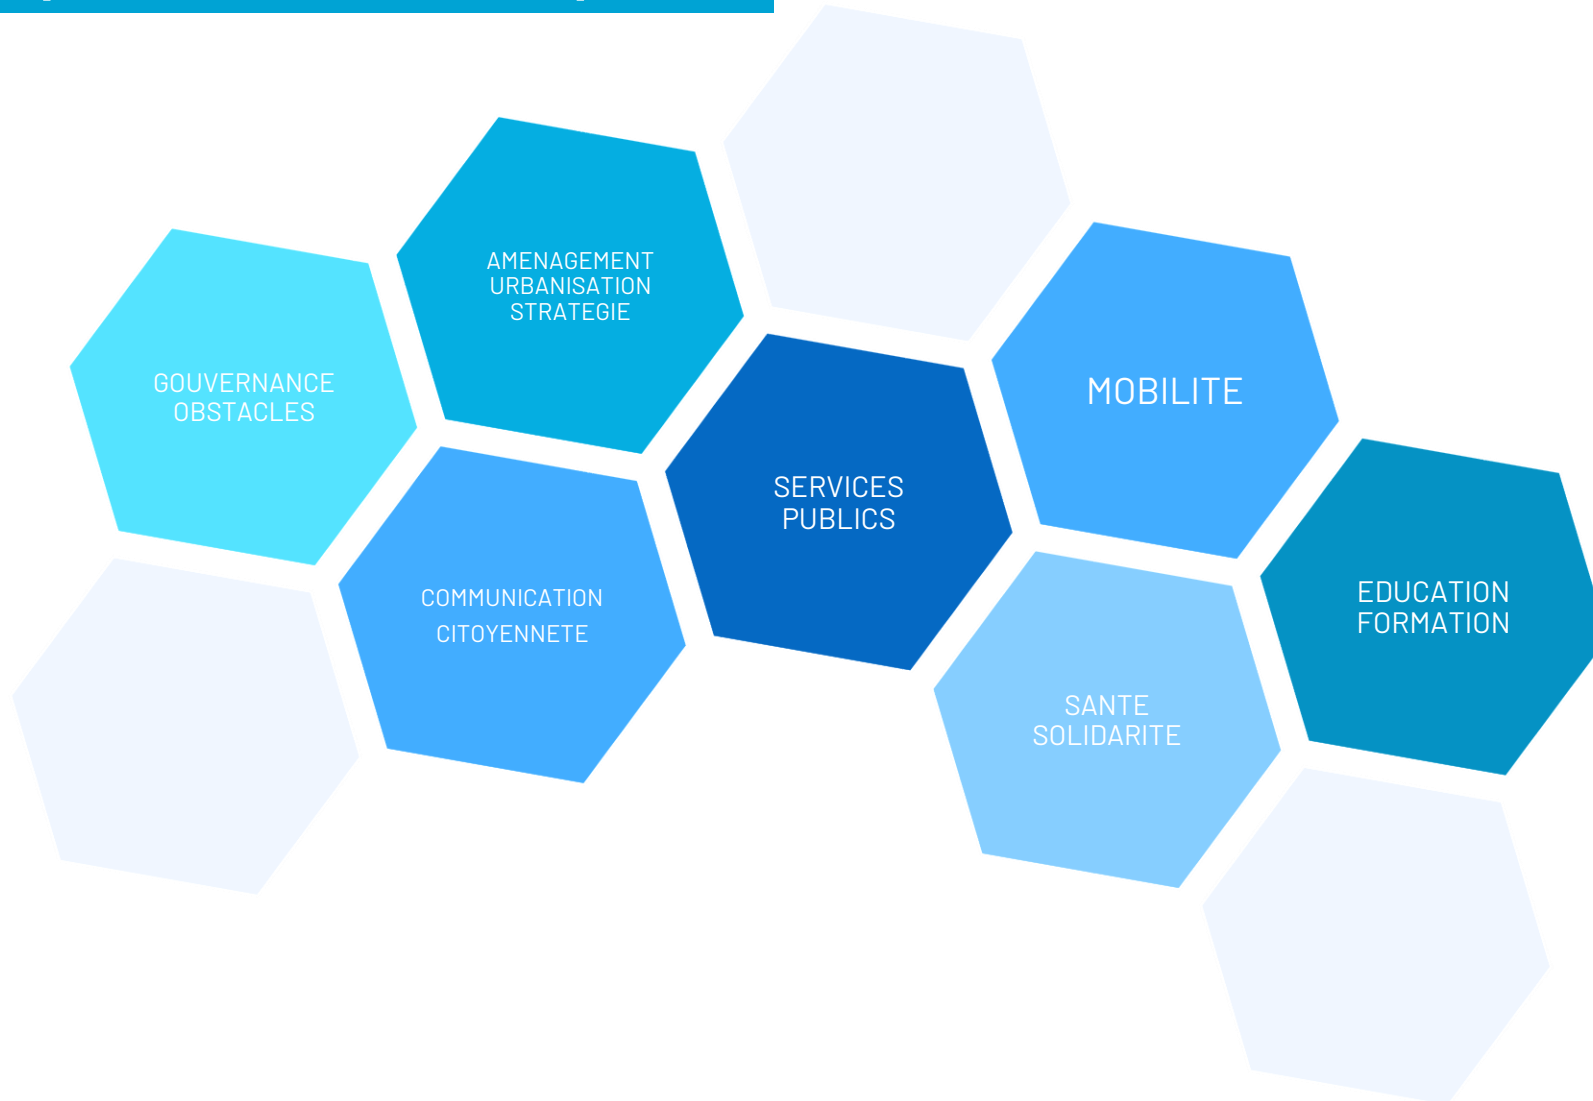 AMENAGEMENT
URBANISATION
STRATEGIE
GOUVERNANCE
OBSTACLES
MOBILITE
SERVICES
PUBLICS
COMMUNICATION
CITOYENNETE
EDUCATION
FORMATION
SANTE
SOLIDARITE